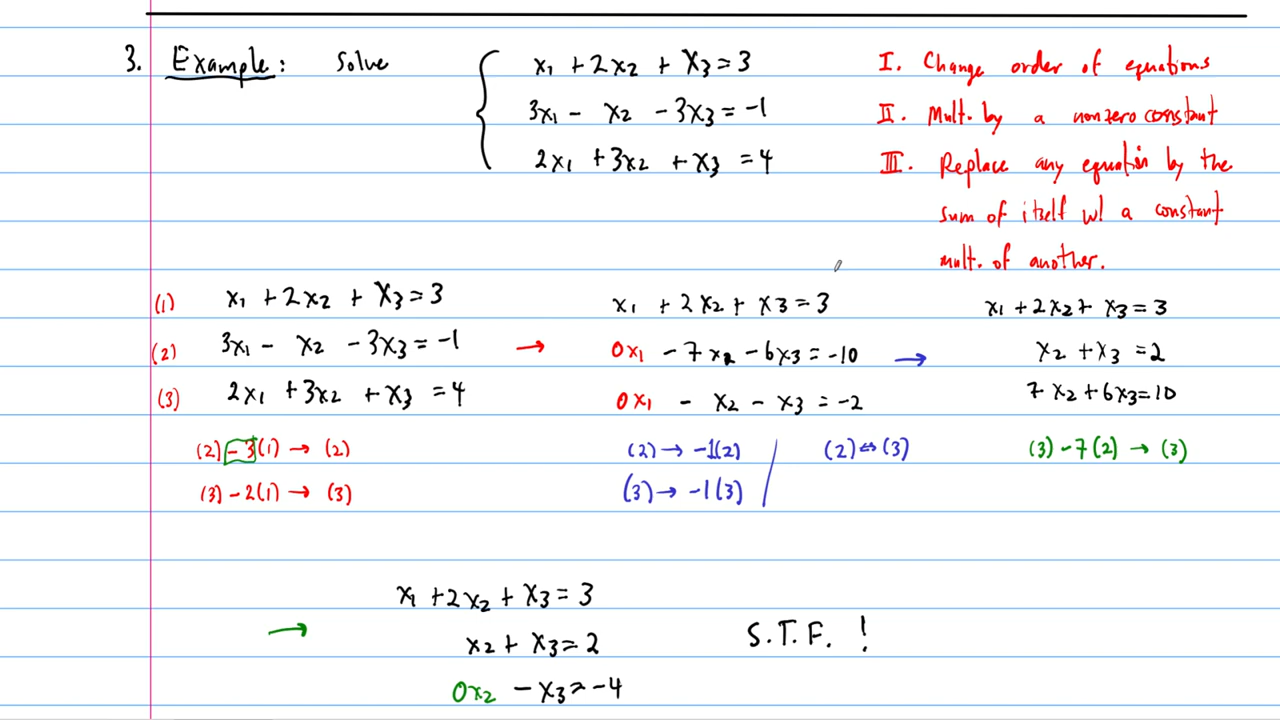 3. Example: Solve
x₁ + 2x₂ + x₃ = 3
3x₁ - x₂ - 3x₃ = -1
2x₁ + 3x₂ + x₃ = 4
I. Change order of equations
II. Mult. by a nonzero constant
III. Replace any equation by the
sum of itself w/ a constant
mult. of another.
(1) x₁ + 2x₂ + x₃ = 3
(2) 3x₁ - x₂ - 3x₃ = -1 →
(3) 2x₁ + 3x₂ + x₃ = 4
(2) - 3(1) → (2)
(3) - 2(1) → (3)
x₁ + 2x₂ + x₃ = 3
0x₁ - 7x₂ - 6x₃ = -10 →
0x₁ - x₂ - x₃ = -2
(2) → -1(2) / (2) ↔ (3)
(3) → -1(3)
x₁ + 2x₂ + x₃ = 3
x₂ + x₃ = 2
7x₂ + 6x₃ = 10
(3) - 7(2) → (3)
x₁ + 2x₂ + x₃ = 3
→ x₂ + x₃ = 2
0x₂ - x₃ = -4
S.T.F. !